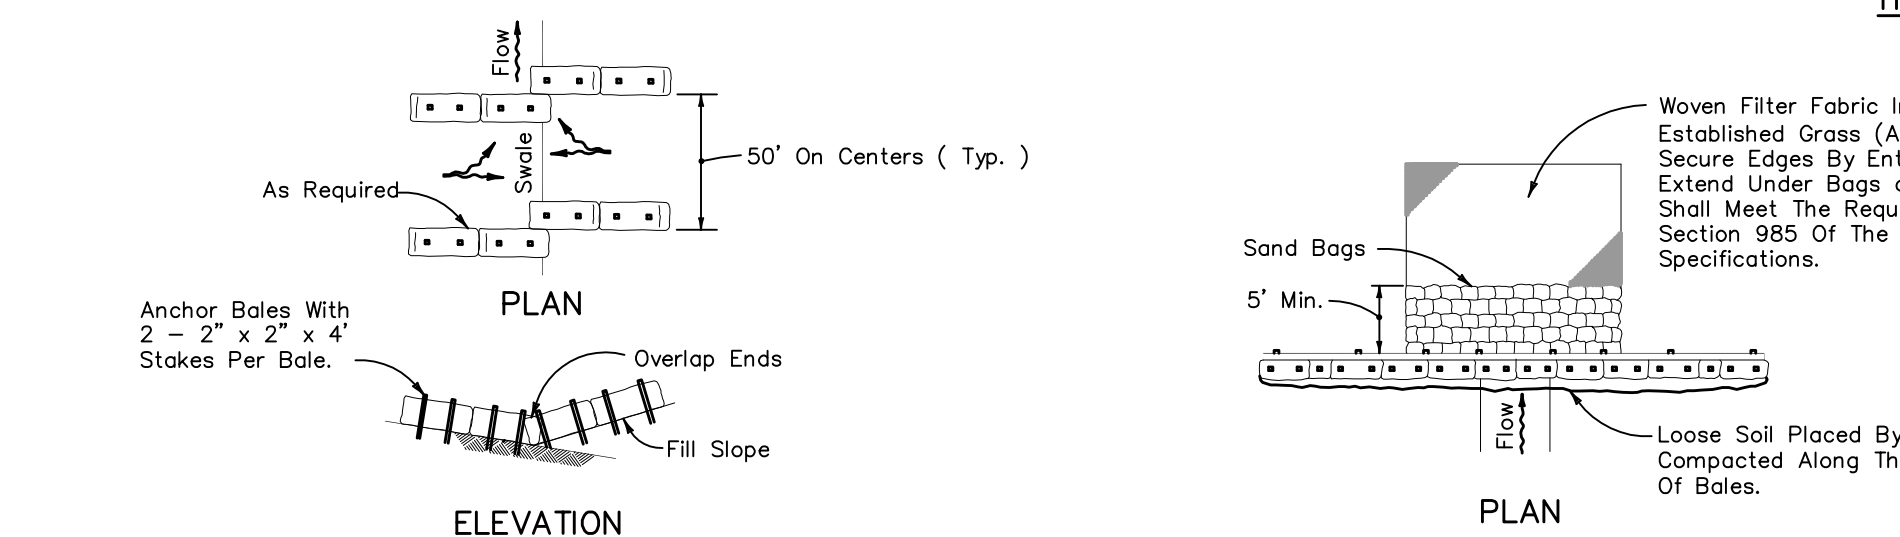 Flow
Swale
50' On Centers ( Typ. )
As Required
PLAN
Anchor Bales With
2 – 2" x 2" x 4'
Stakes Per Bale.
Overlap Ends
Fill Slope
ELEVATION
Woven Filter Fabric
Established Grass (A
Secure Edges By Ent
Extend Under Bags
Shall Meet The Requ
Section 985 Of The
Specifications.
Sand Bags
5' Min.
Flow
Loose Soil Placed By
Compacted Along Th
Of Bales.
PLAN